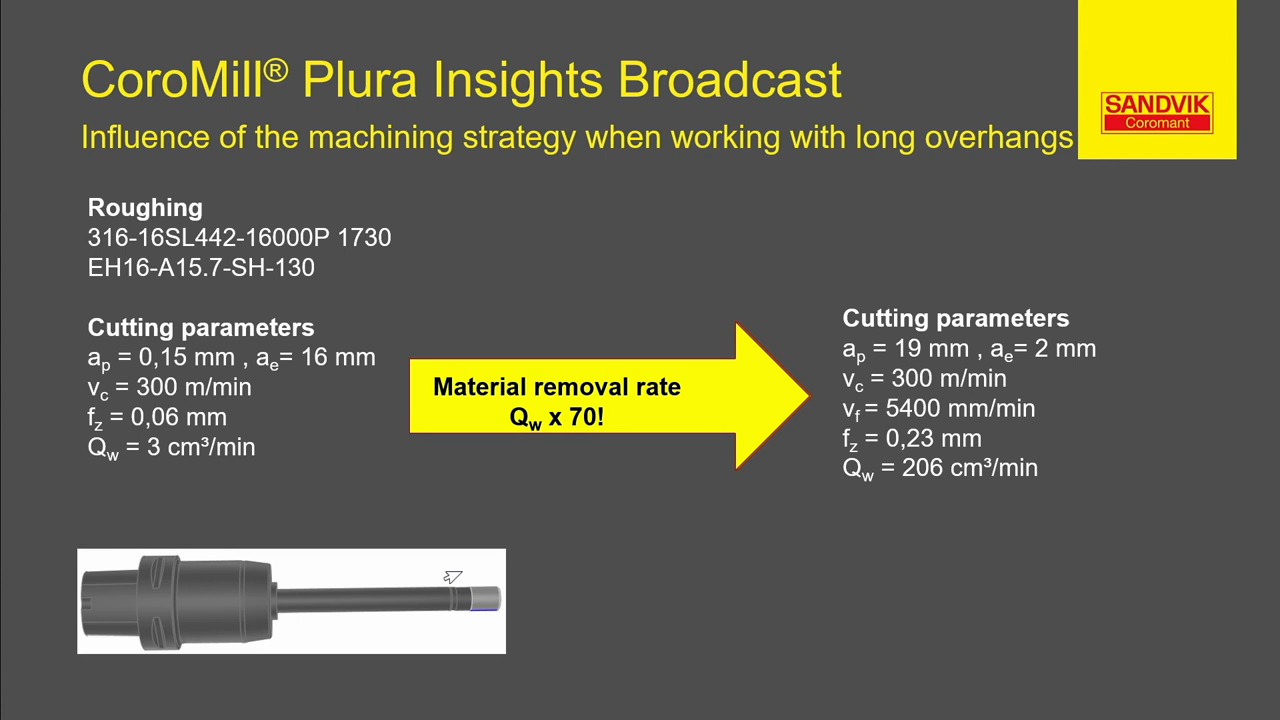 CoroMill® Plura Insights Broadcast
Influence of the machining strategy when working with long overhangs
SANDVIK
Coromant
Roughing
316-16SL442-16000P 1730
EH16-A15.7-SH-130
Cutting parameters
ap = 0,15 mm , ae= 16 mm
vc = 300 m/min
fz = 0,06 mm
Qw = 3 cm³/min
Material removal rate
Qw x 70!
Cutting parameters
ap = 19 mm , ae= 2 mm
vc = 300 m/min
vf = 5400 mm/min
fz = 0,23 mm
Qw = 206 cm³/min